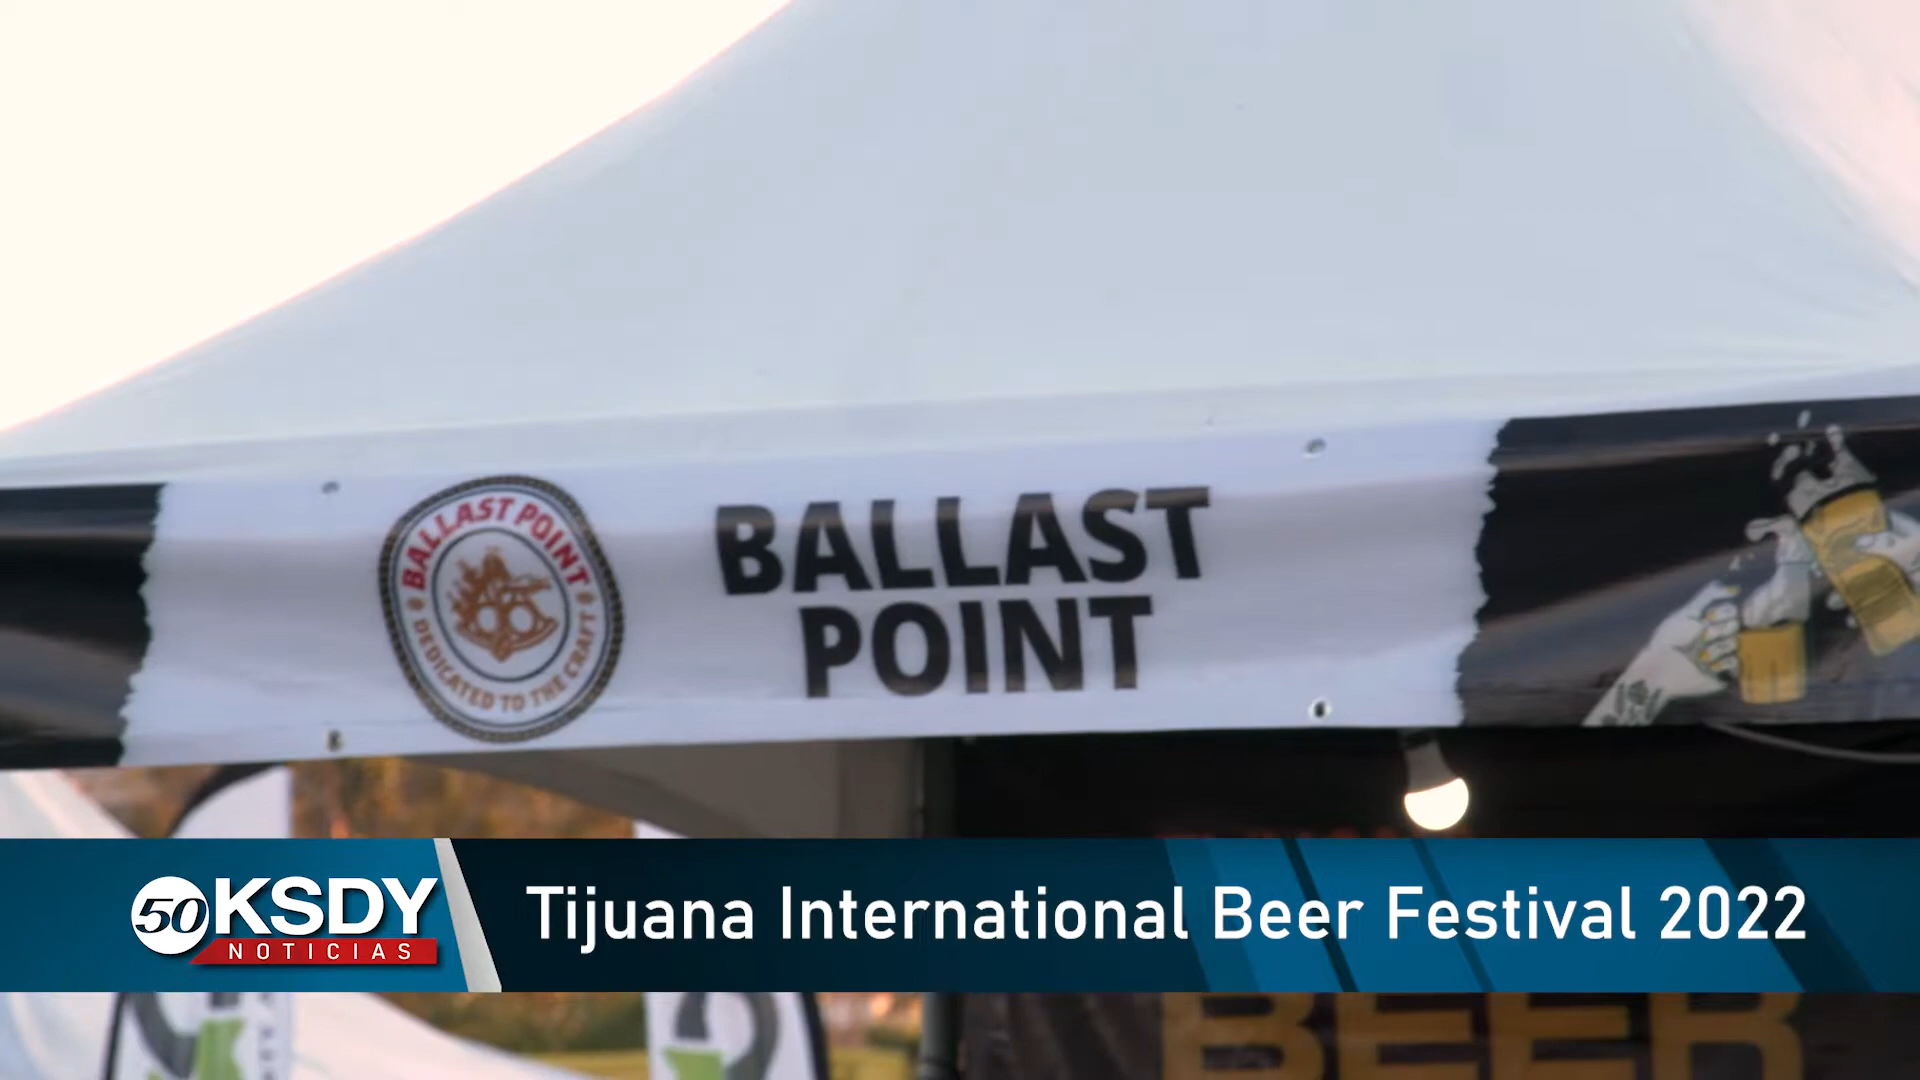 BALLAST POINT
DEDICATED TO THE CRAFT
BALLAST
POINT
50 KSDY
NOTICIAS
Tijuana International Beer Festival 2022
BEER